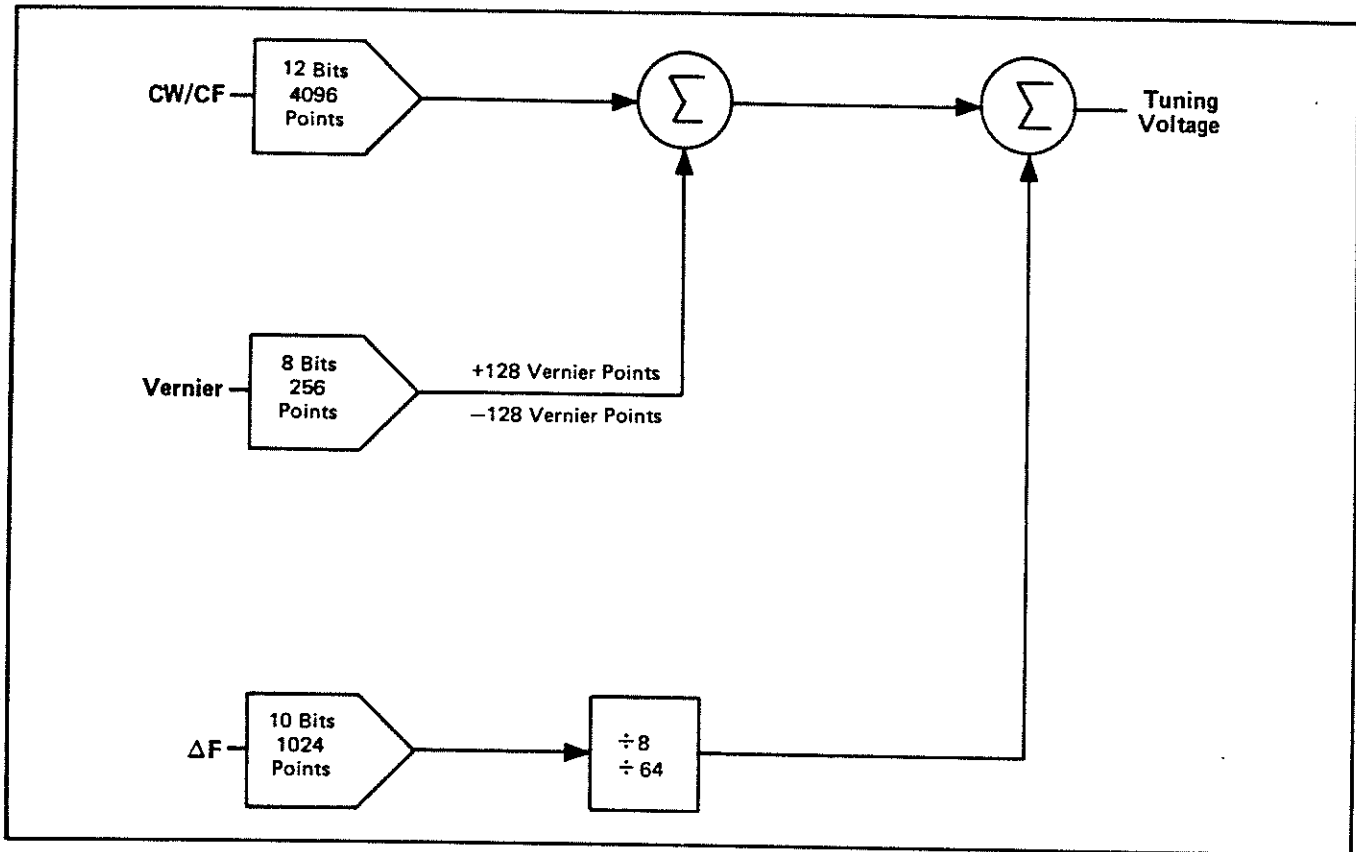 CW/CF
12 Bits
4096
Points
Σ
Σ
Tuning
Voltage
Vernier
8 Bits
256
Points
+128 Vernier Points
−128 Vernier Points
ΔF
10 Bits
1024
Points
÷8
÷64